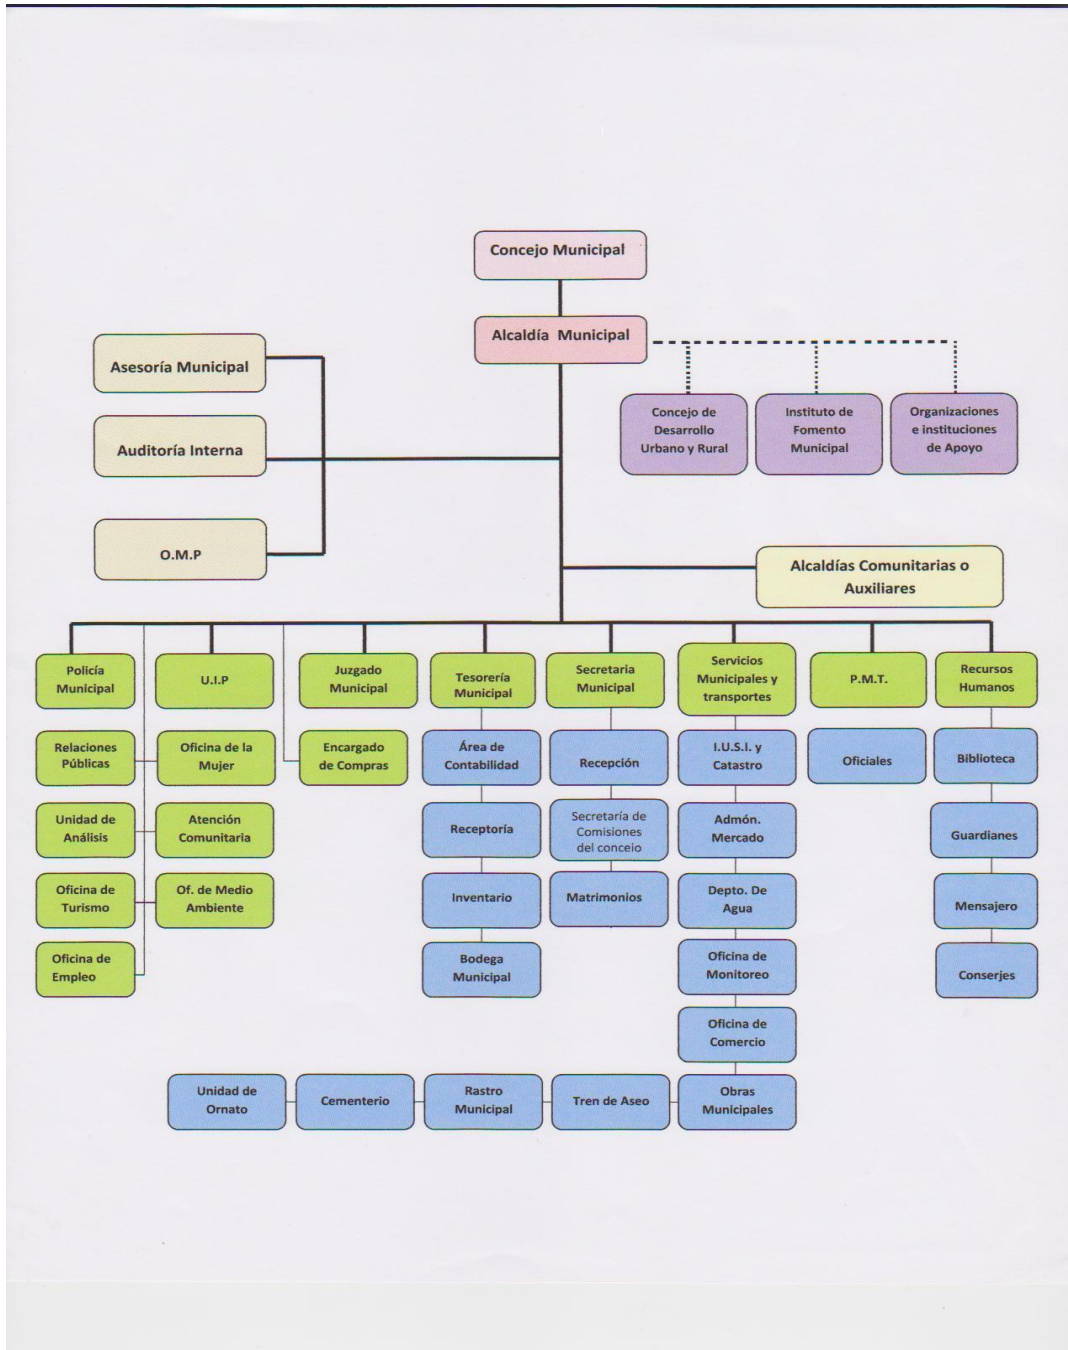 Concejo Municipal
Alcaldía  Municipal
Asesoría Municipal
Auditoría Interna
O.M.P
Concejo de
Desarrollo
Urbano y Rural
Instituto de
Fomento
Municipal
Organizaciones
e instituciones
de Apoyo
Alcaldías Comunitarias o
Auxiliares
Policía
Municipal
U.I.P
Juzgado
Municipal
Tesorería
Municipal
Secretaria
Municipal
Servicios
Municipales y
transportes
P.M.T.
Recursos
Humanos
Relaciones
Públicas
Oficina de la
Mujer
Encargado
de Compras
Área de
Contabilidad
Recepción
I.U.S.I. y
Catastro
Oficiales
Biblioteca
Unidad de
Análisis
Atención
Comunitaria
Receptoría
Secretaría de
Comisiones
del conceio
Admón.
Mercado
Guardianes
Oficina de
Turismo
Of. de Medio
Ambiente
Inventario
Matrimonios
Depto. De
Agua
Mensajero
Oficina de
Empleo
Bodega
Municipal
Oficina de
Monitoreo
Conserjes
Oficina de
Comercio
Unidad de
Ornato
Cementerio
Rastro
Municipal
Tren de Aseo
Obras
Municipales